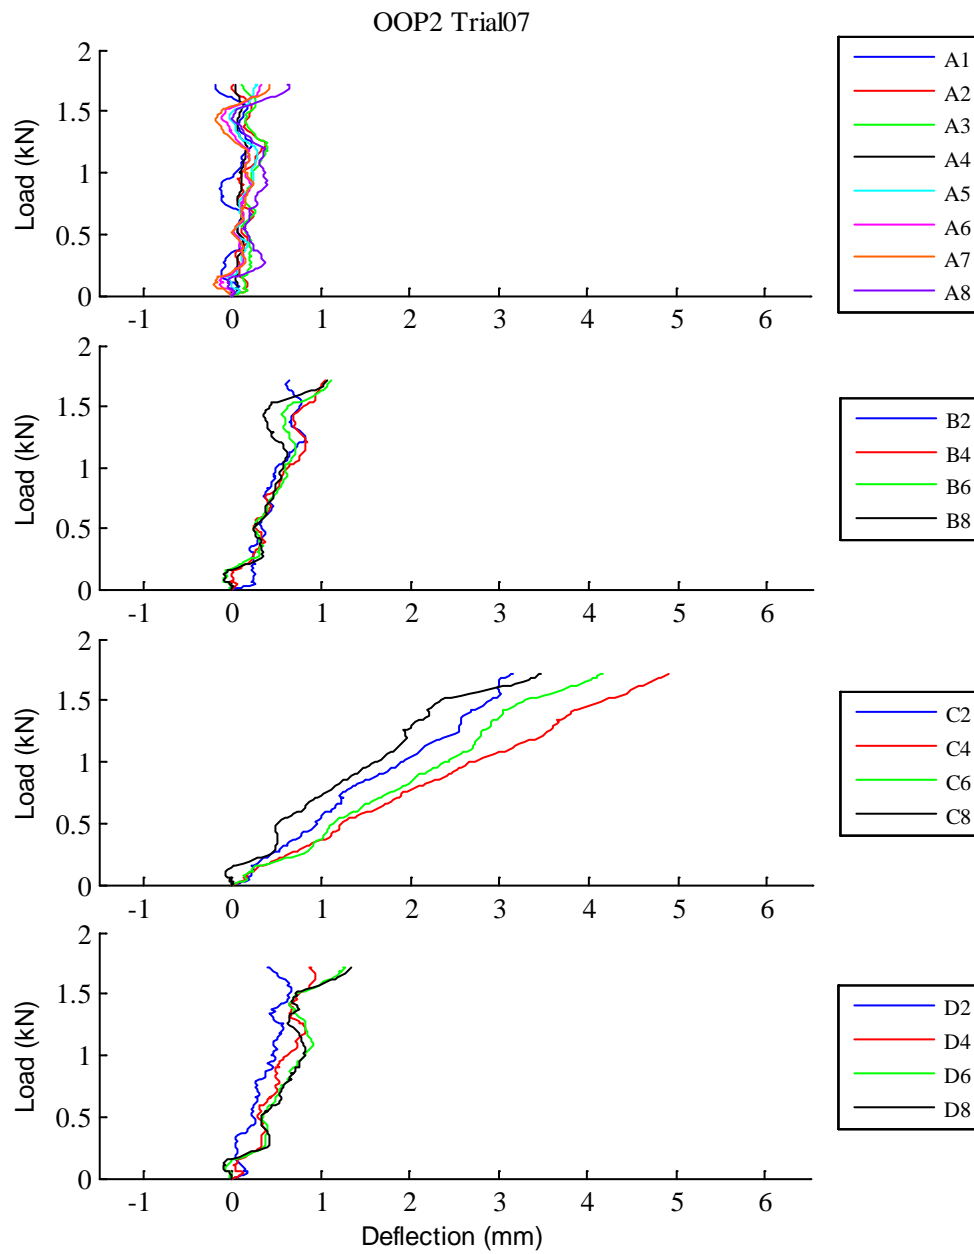 OOP2 Trial07
2
1.5
1
0.5
0
Load (kN)
-1 0 1 2 3 4 5 6
A1
A2
A3
A4
A5
A6
A7
A8
2
1.5
1
0.5
0
Load (kN)
-1 0 1 2 3 4 5 6
B2
B4
B6
B8
2
1.5
1
0.5
0
Load (kN)
-1 0 1 2 3 4 5 6
C2
C4
C6
C8
2
1.5
1
0.5
0
Load (kN)
-1 0 1 2 3 4 5 6
Deflection (mm)
D2
D4
D6
D8